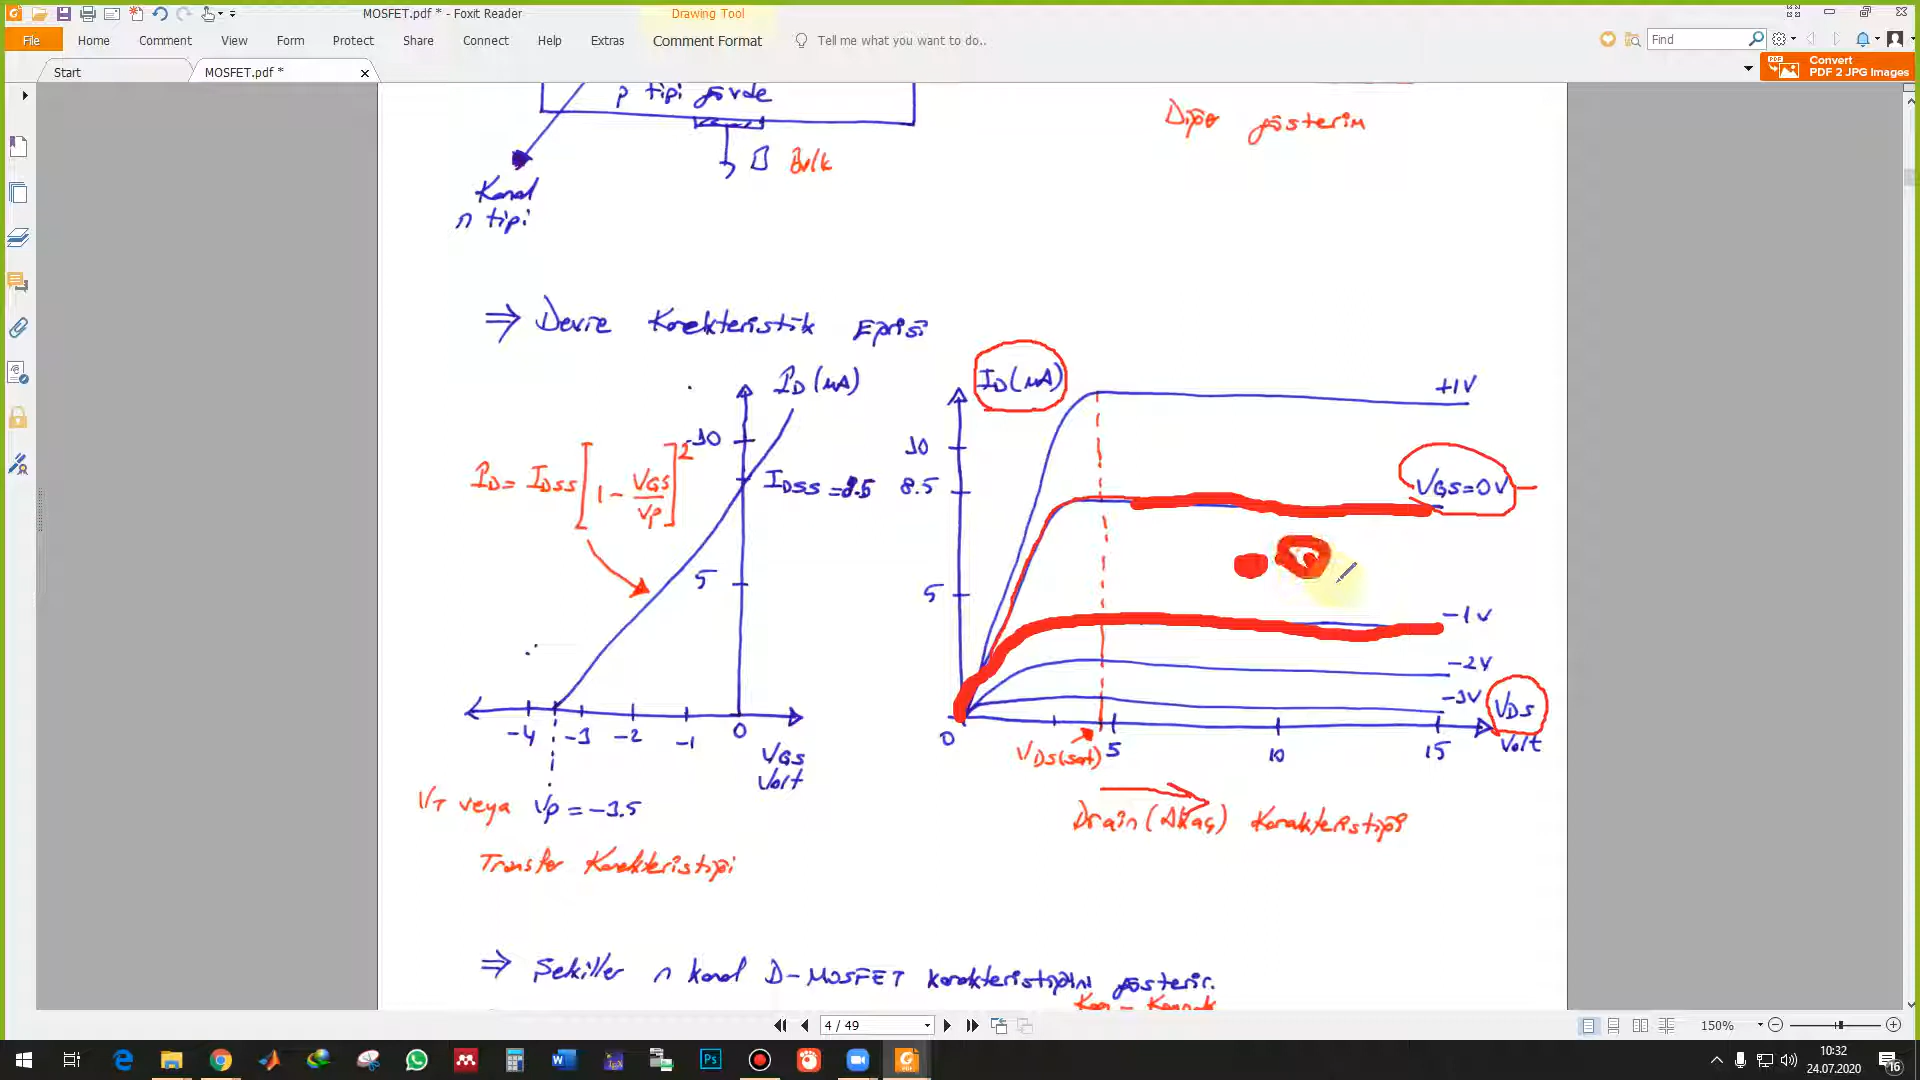 MOSFET.pdf * - Foxit Reader
Drawing Tool
File Home Comment View Form Protect Share Connect Help Extras Comment Format Tell me what you want to do.. Find
Start MOSFET.pdf * Convert
PDF 2 JPG Images
p tipi gövde
Bulk
Diğer gösterim
Kanal
n tipi
⇒ Devre Karekteristik Eğrisi
ID (mA)
10
IDSS = 8.5
5
-4 -3 -2 -1 0
VGS
Volt
ID = IDSS [1 - VGS/VP]2
VT veya Vp = -3.5
Transfer Karekteristiği
ID (mA)
10
8.5
5
0
+1V
VGS=0V
-1V
-2V
-3V
VDS
Volt
VDS(sat) 5 10 15
Drain (Akaç) Karakteristiği
⇒ Şekiller n kanal D-MOSFET karakteristiğini gösterir.
4 / 49
150%
10:32
24.07.2020
16